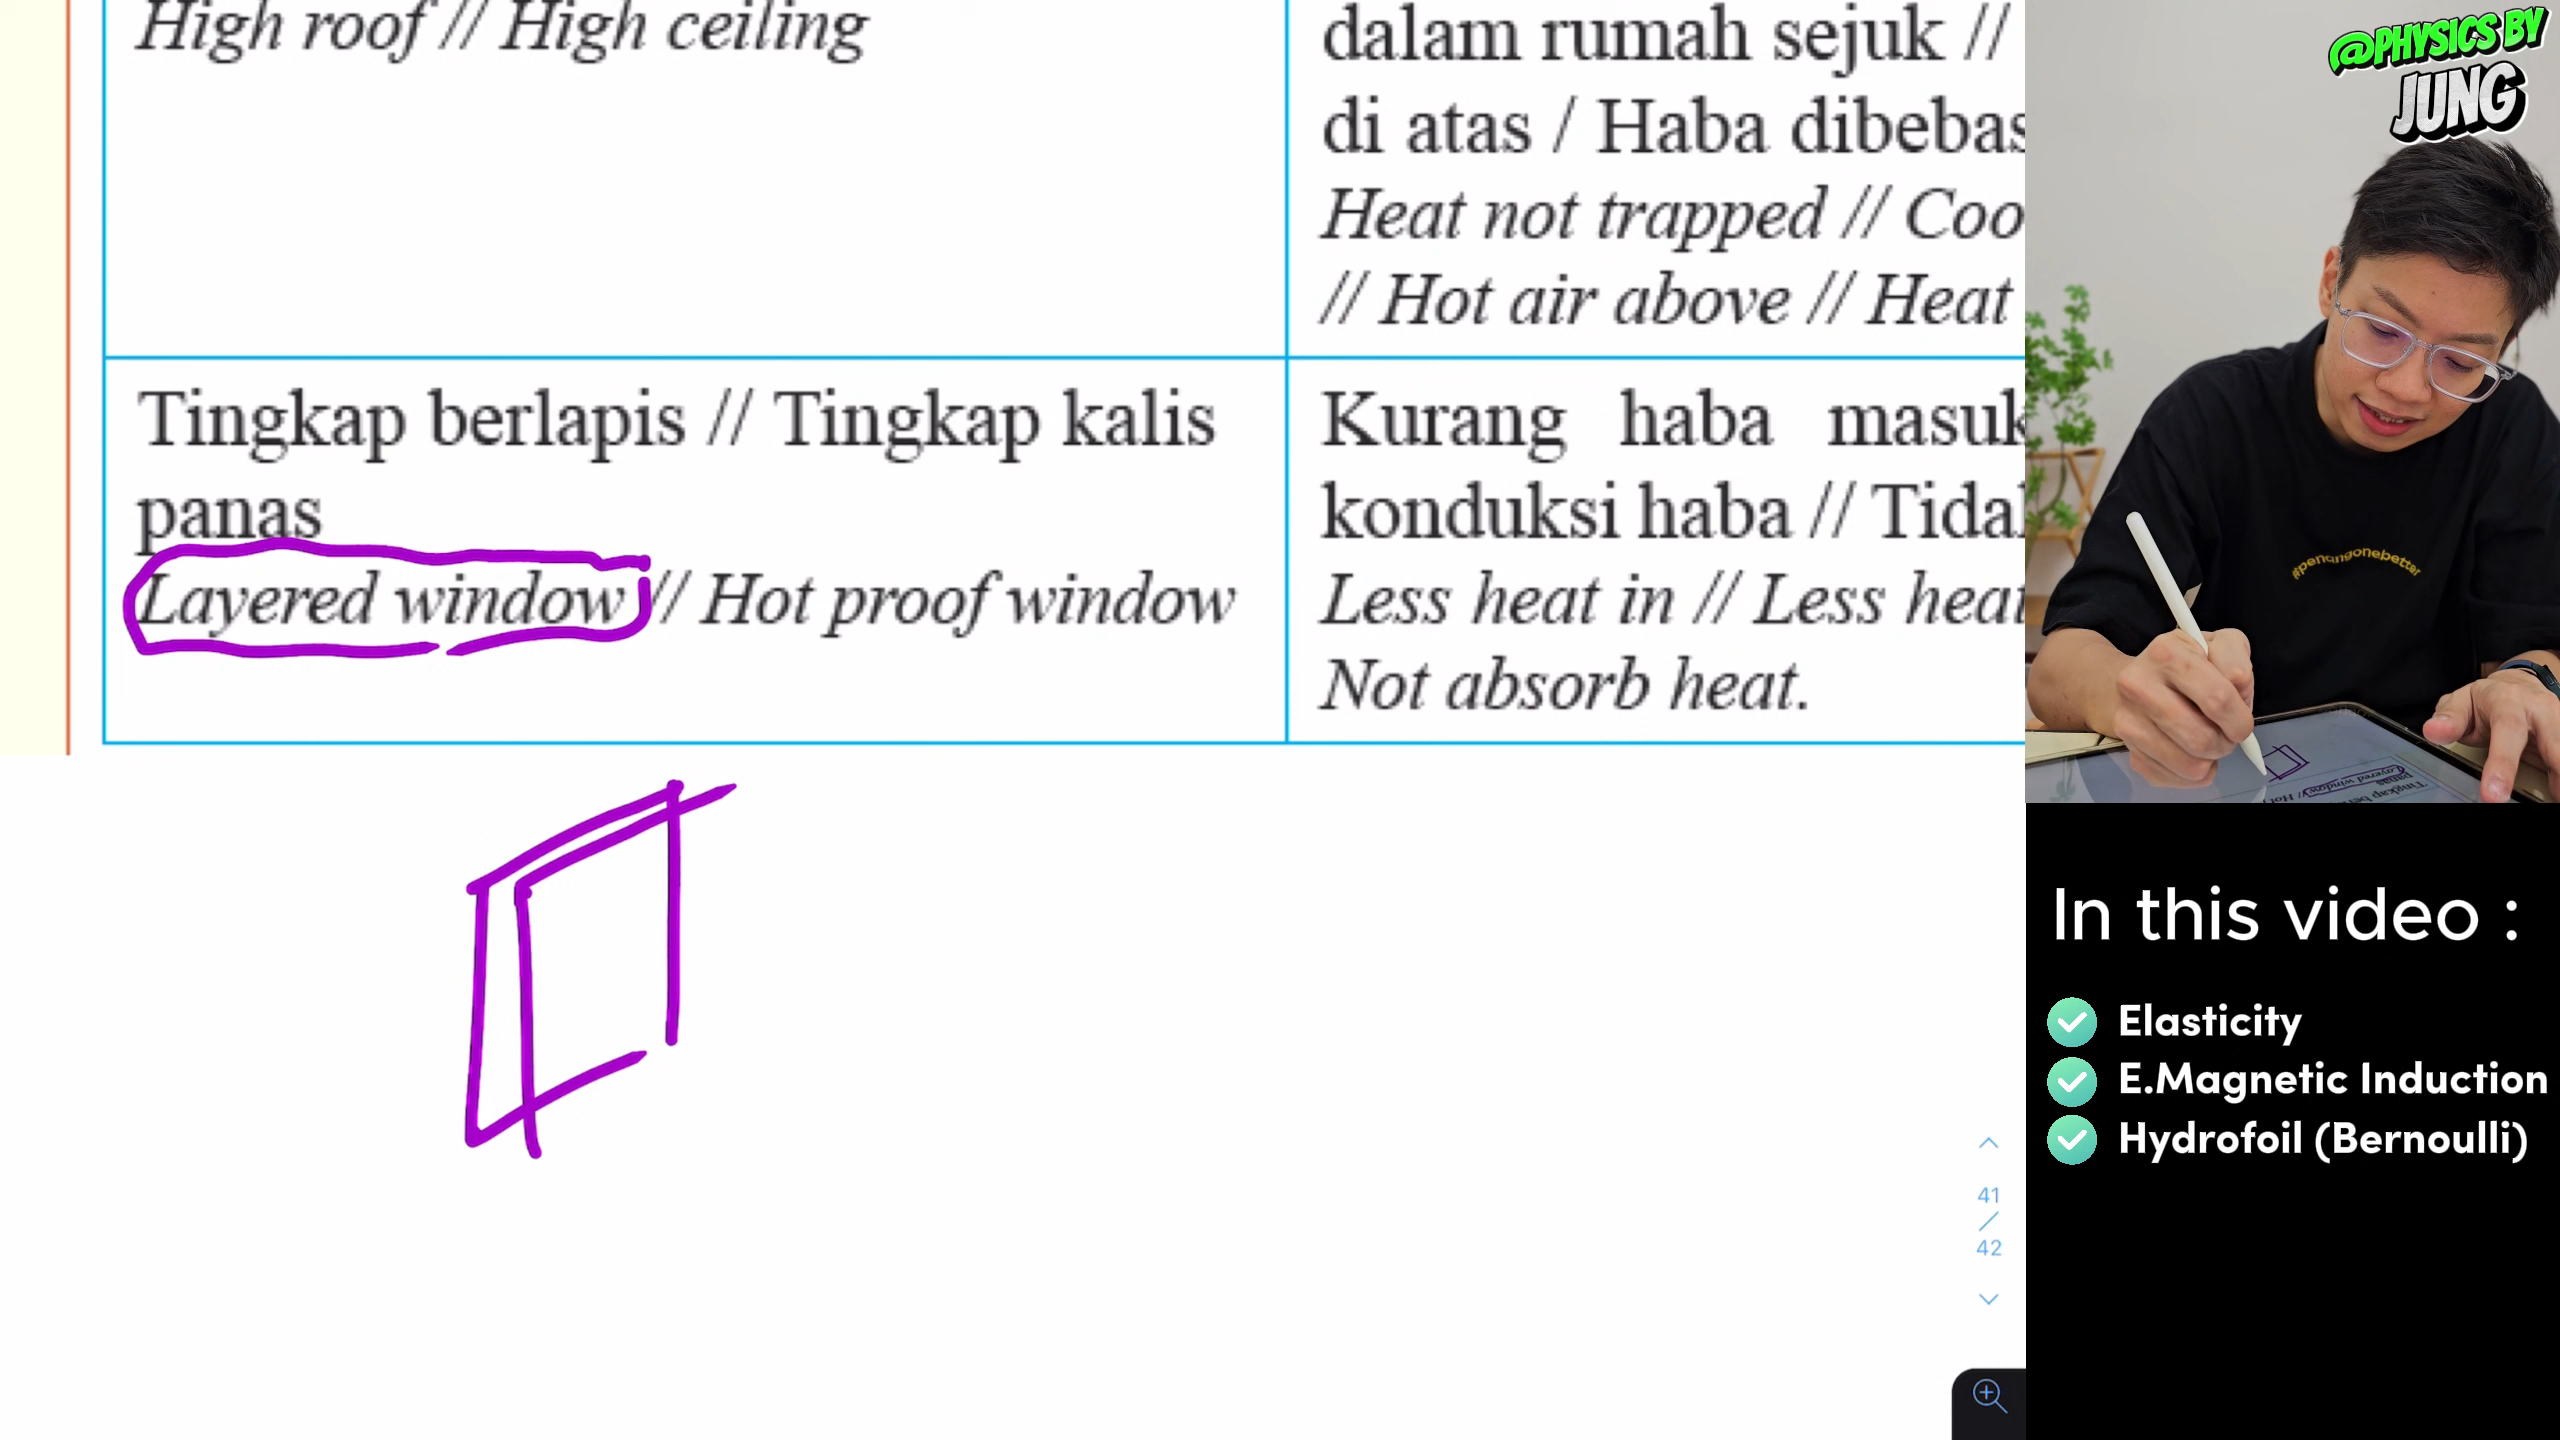 High roof // High ceiling
dalam rumah sejuk //
di atas / Haba dibebas
Heat not trapped // Coo
// Hot air above // Heat
Tingkap berlapis // Tingkap kalis
panas
Layered window // Hot proof window
Kurang haba masuk
konduksi haba // Tidak
Less heat in // Less heat
Not absorb heat.
41
/
42
@PHYSICS BY
JUNG
#penangonebetter
In this video :
Elasticity
E.Magnetic Induction
Hydrofoil (Bernoulli)